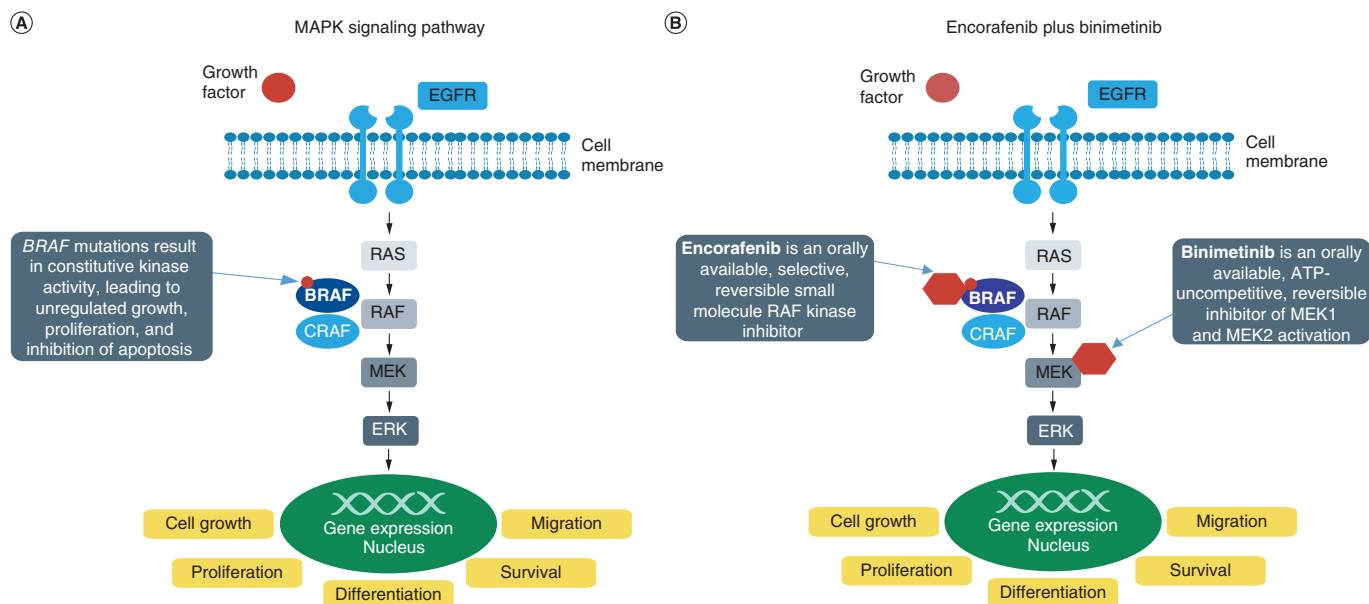 A
MAPK signaling pathway
Growth
factor
EGFR
Cell
membrane
BRAF mutations result
in constitutive kinase
activity, leading to
unregulated growth,
proliferation, and
inhibition of apoptosis
RAS
BRAF
RAF
CRAF
MEK
ERK
Gene expression
Nucleus
Cell growth
Proliferation
Differentiation
Survival
Migration
B
Encorafenib plus binimetinib
Growth
factor
EGFR
Cell
membrane
Encorafenib is an orally
available, selective,
reversible small
molecule RAF kinase
inhibitor
RAS
BRAF
RAF
CRAF
MEK
ERK
Binimetinib is an orally
available, ATP-
uncompetitive, reversible
inhibitor of MEK1
and MEK2 activation
Gene expression
Nucleus
Cell growth
Proliferation
Differentiation
Survival
Migration